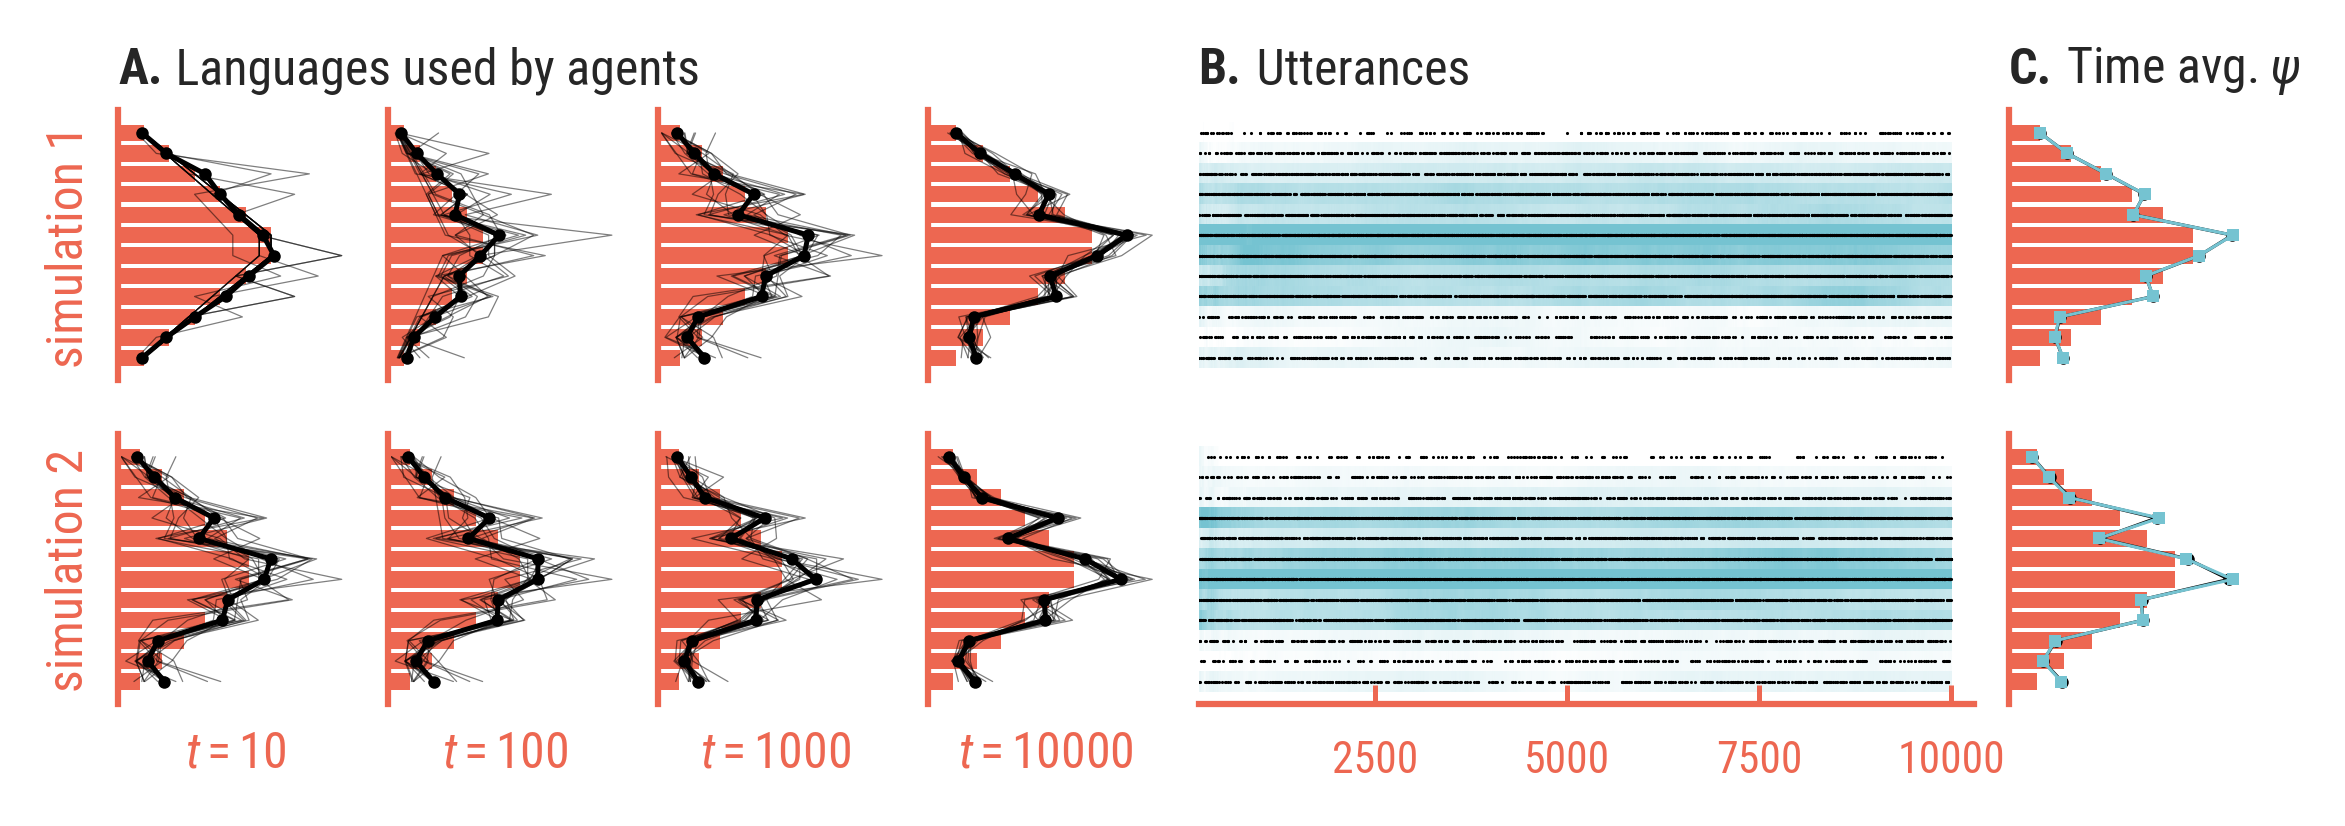 A. Languages used by agents
B. Utterances
C. Time avg. ψ
simulation 1
simulation 2
t = 10
t = 100
t = 1000
t = 10000
2500
5000
7500
10000